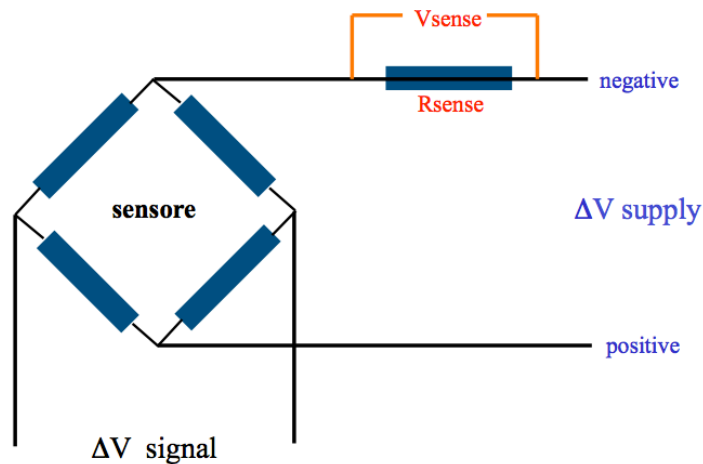 Vsense
negative
Rsense
sensore
ΔV supply
positive
ΔV signal